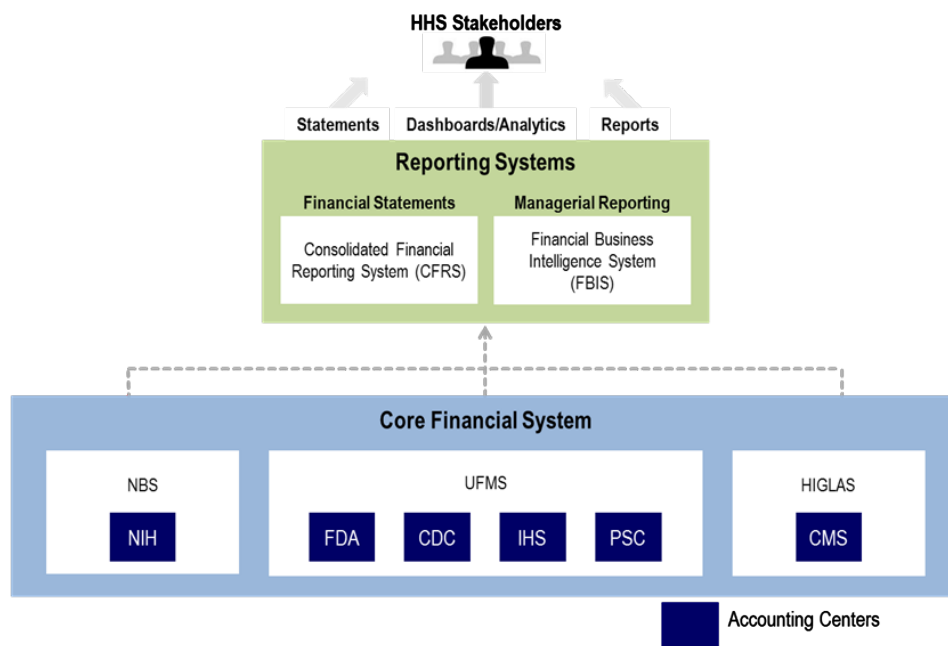 HHS Stakeholders
Statements
Dashboards/Analytics
Reports
Reporting Systems
Financial Statements
Managerial Reporting
Consolidated Financial
Reporting System (CFRS)
Financial Business
Intelligence System
(FBIS)
Core Financial System
NBS
NIH
UFMS
FDA
CDC
IHS
PSC
HIGLAS
CMS
Accounting Centers